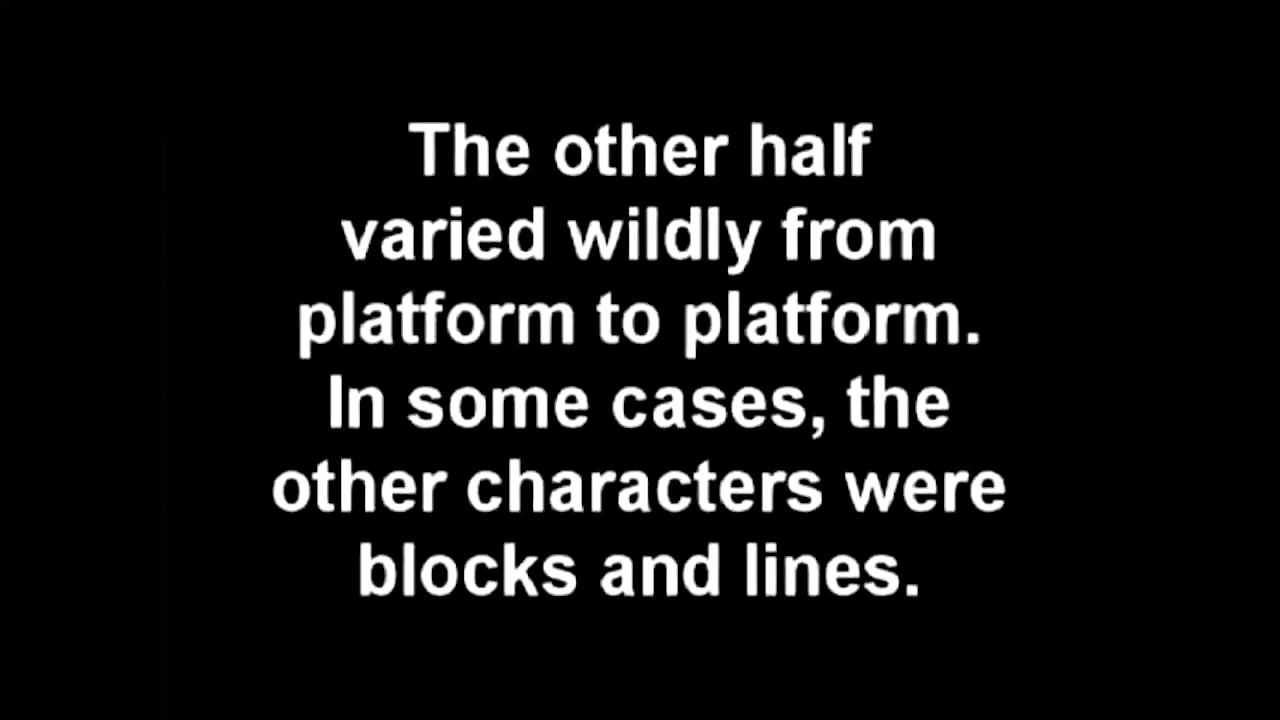 The other half
varied wildly from
platform to platform.
In some cases, the
other characters were
blocks and lines.